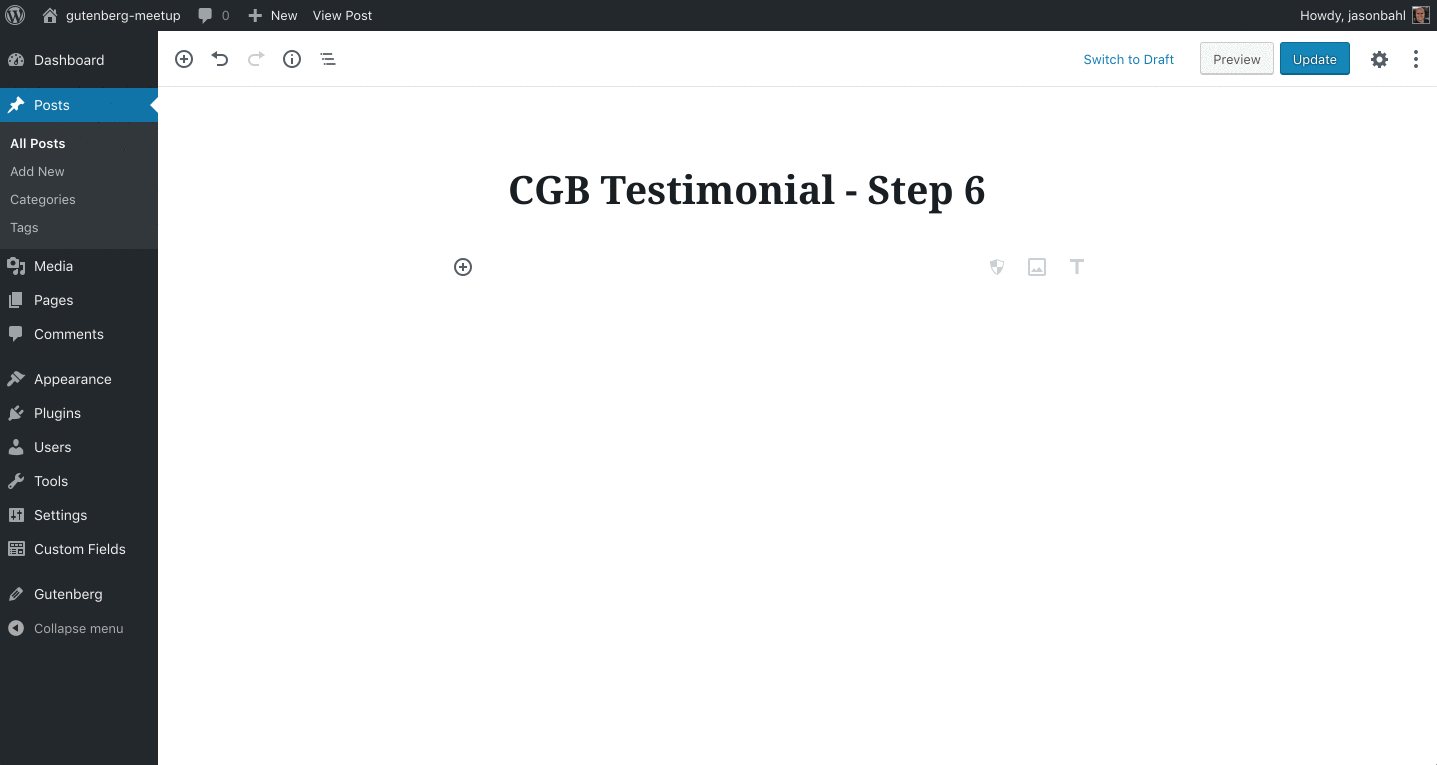 gutenberg-meetup 0 New View Post Howdy, jasonbahl
Dashboard
Posts
All Posts
Add New
Categories
Tags
Media
Pages
Comments
Appearance
Plugins
Users
Tools
Settings
Custom Fields
Gutenberg
Collapse menu
Switch to Draft Preview Update
CGB Testimonial - Step 6